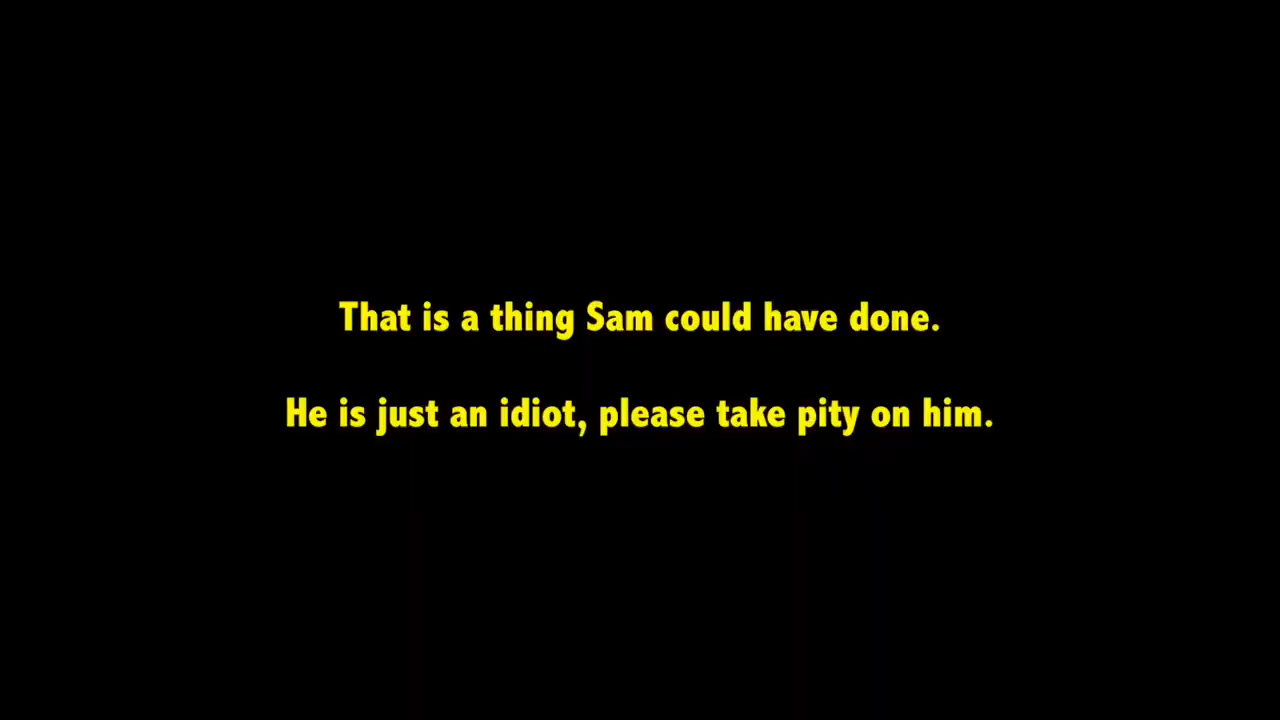 That is a thing Sam could have done.
He is just an idiot, please take pity on him.